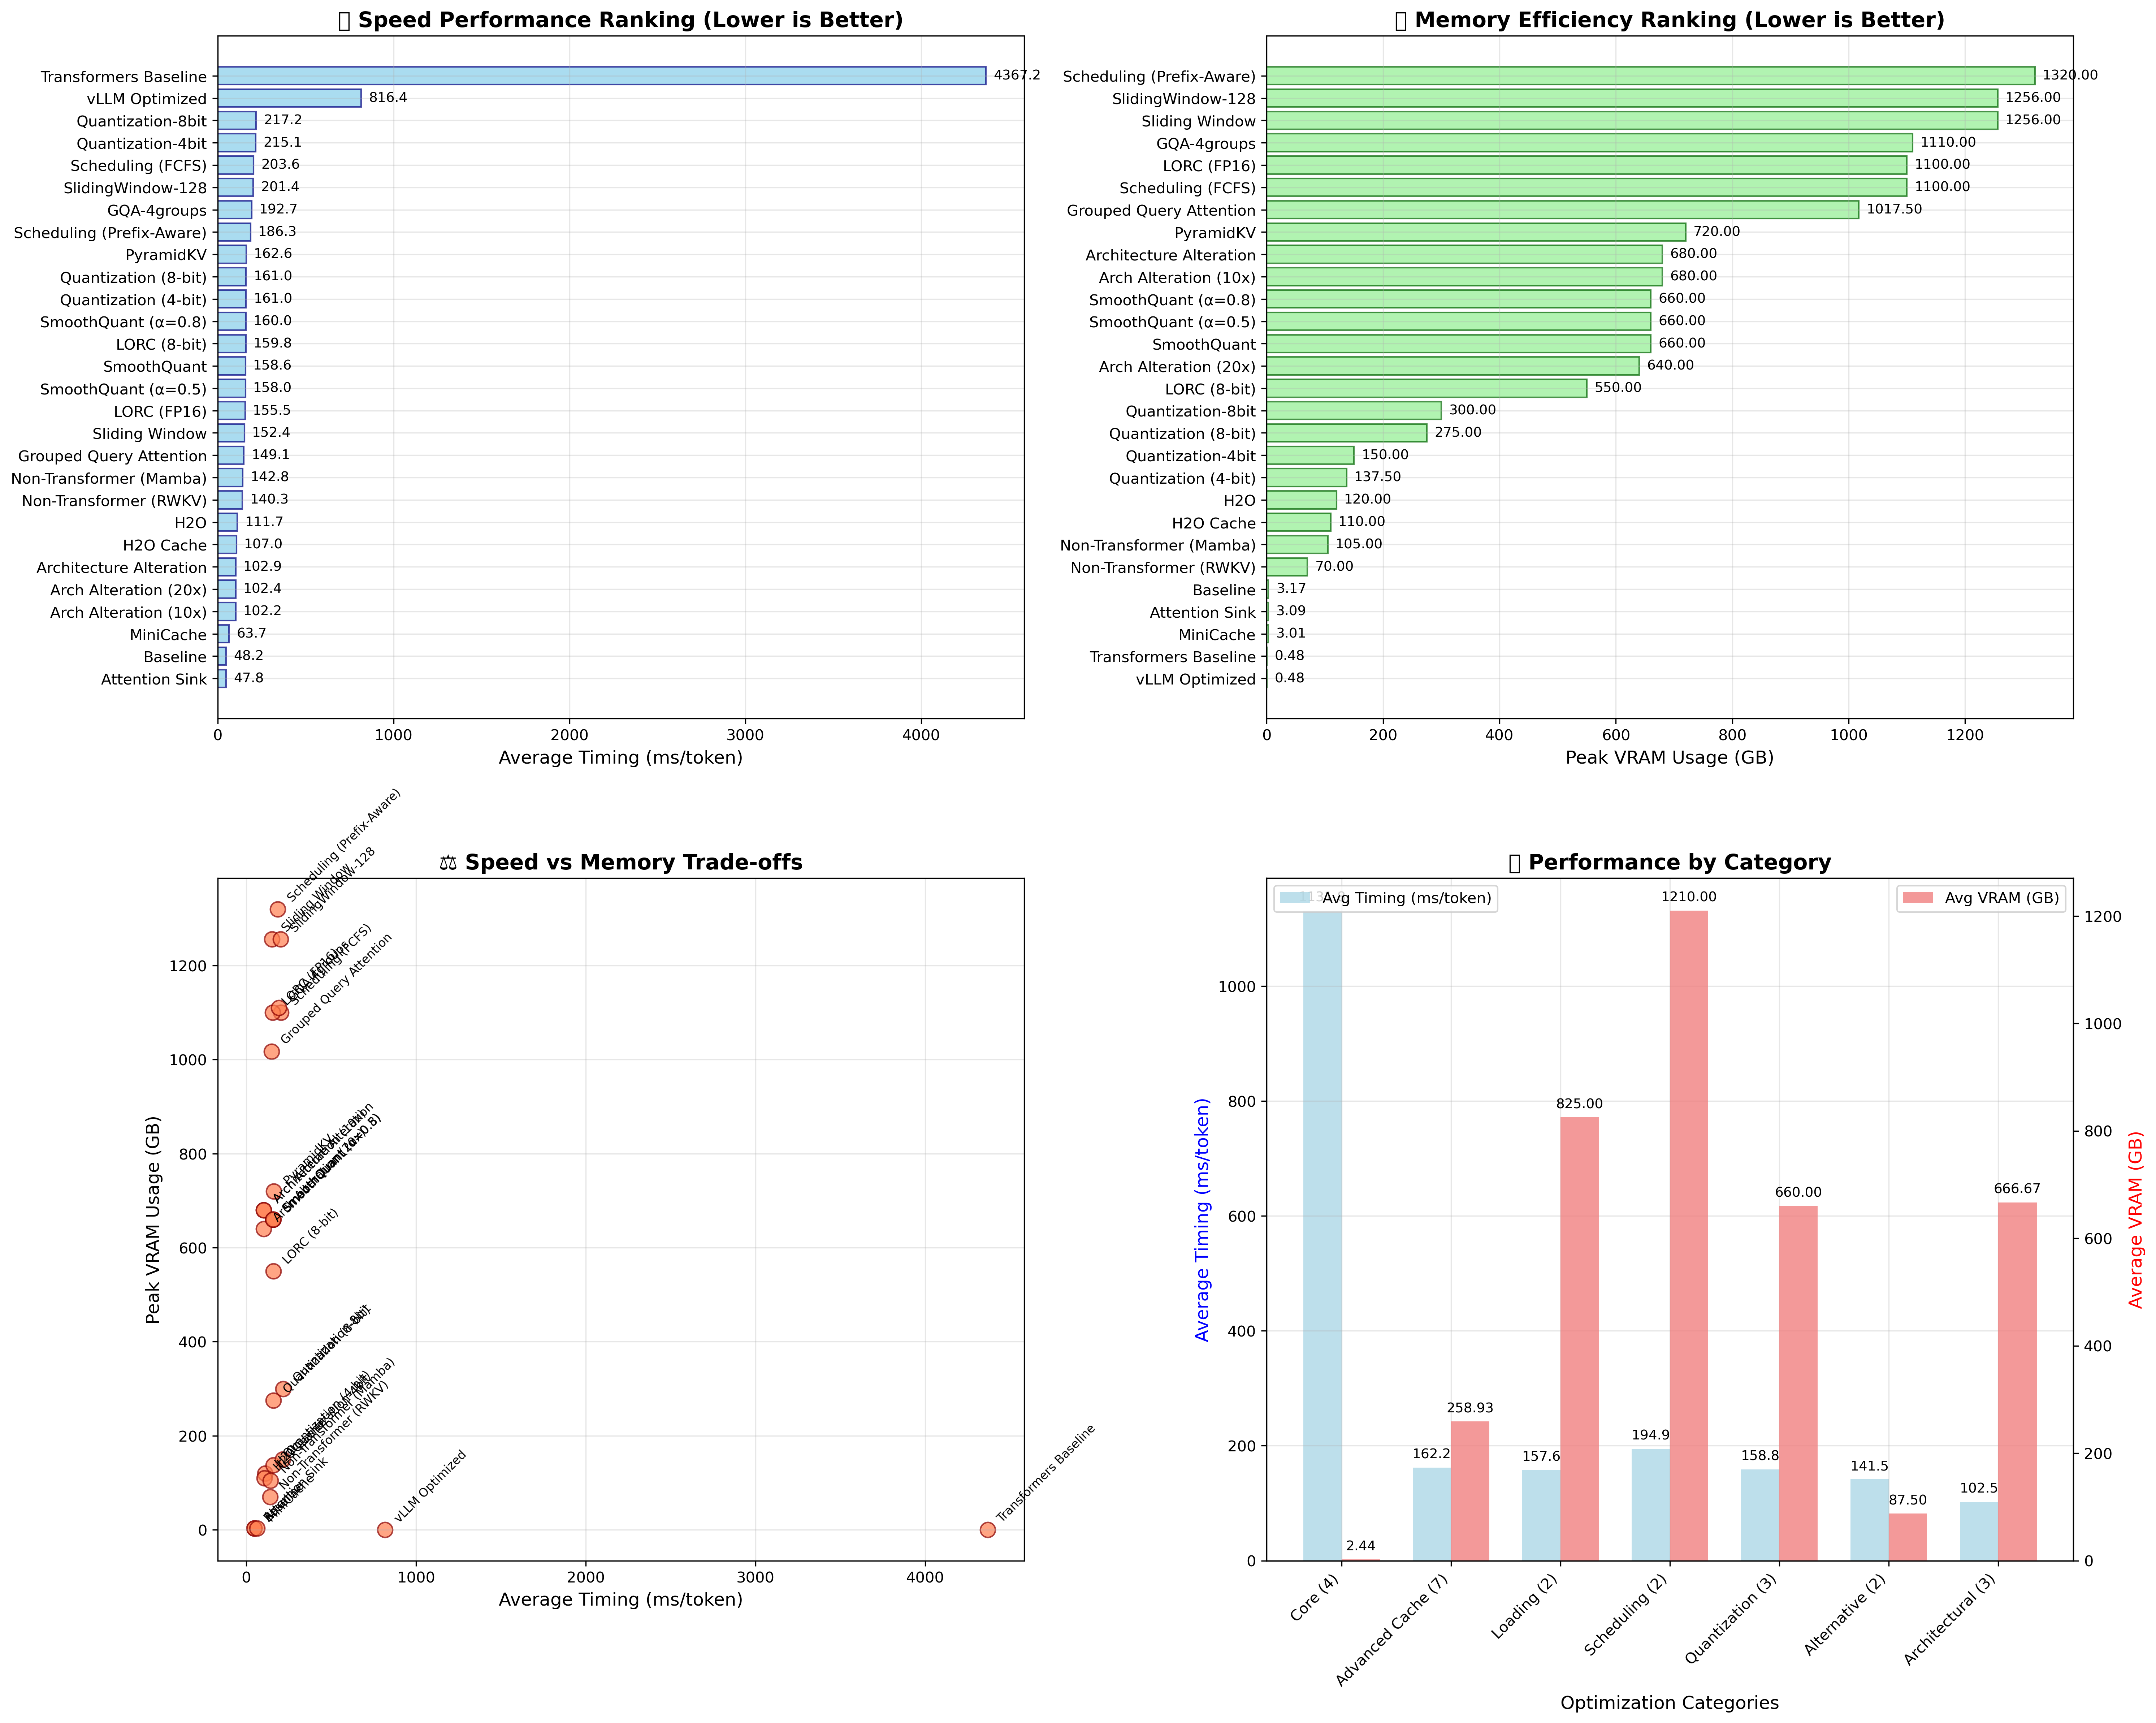 Speed Performance Ranking (Lower is Better)
Transformers Baseline 4367.2
vLLM Optimized 816.4
Quantization-8bit 217.2
Quantization-4bit 215.1
Scheduling (FCFS) 203.6
SlidingWindow-128 201.4
GQA-4groups 192.7
Scheduling (Prefix-Aware) 186.3
PyramidKV 162.6
Quantization (8-bit) 161.0
Quantization (4-bit) 161.0
SmoothQuant (α=0.8) 160.0
LORC (8-bit) 159.8
SmoothQuant 158.6
SmoothQuant (α=0.5) 158.0
LORC (FP16) 155.5
Sliding Window 152.4
Grouped Query Attention 149.1
Non-Transformer (Mamba) 142.8
Non-Transformer (RWKV) 140.3
H2O 111.7
H2O Cache 107.0
Architecture Alteration 102.9
Arch Alteration (20x) 102.4
Arch Alteration (10x) 102.2
MiniCache 63.7
Baseline 48.2
Attention Sink 47.8
0 1000 2000 3000 4000
Average Timing (ms/token)
Memory Efficiency Ranking (Lower is Better)
Scheduling (Prefix-Aware) 1320.00
SlidingWindow-128 1256.00
Sliding Window 1256.00
GQA-4groups 1110.00
LORC (FP16) 1100.00
Scheduling (FCFS) 1100.00
Grouped Query Attention 1017.50
PyramidKV 720.00
Architecture Alteration 680.00
Arch Alteration (10x) 680.00
SmoothQuant (α=0.8) 660.00
SmoothQuant (α=0.5) 660.00
SmoothQuant 660.00
Arch Alteration (20x) 640.00
LORC (8-bit) 550.00
Quantization-8bit 300.00
Quantization (8-bit) 275.00
Quantization-4bit 150.00
Quantization (4-bit) 137.50
H2O 120.00
H2O Cache 110.00
Non-Transformer (Mamba) 105.00
Non-Transformer (RWKV) 70.00
Baseline 3.17
Attention Sink 3.09
MiniCache 3.01
Transformers Baseline 0.48
vLLM Optimized 0.48
0 200 400 600 800 1000 1200
Peak VRAM Usage (GB)
⚖ Speed vs Memory Trade-offs
Scheduling (Prefix-Aware)
Sliding Window
SlidingWindow-128
LORC (FP16)
Scheduling (FCFS)
Grouped Query Attention
PyramidKV
LORC (8-bit)
Non-Transformer (Mamba)
Non-Transformer (RWKV)
vLLM Optimized
Transformers Baseline
1200
1000
800
600
400
200
0
Peak VRAM Usage (GB)
0 1000 2000 3000 4000
Average Timing (ms/token)
Performance by Category
Avg Timing (ms/token)
Avg VRAM (GB)
2.44
162.2 258.93
157.6 825.00
194.9 1210.00
158.8 660.00
141.5 87.50
102.5 666.67
1000
800
600
400
200
0
Average Timing (ms/token)
1200
1000
800
600
400
200
0
Average VRAM (GB)
Core (4)
Advanced Cache (7)
Loading (2)
Scheduling (2)
Quantization (3)
Alternative (2)
Architectural (3)
Optimization Categories